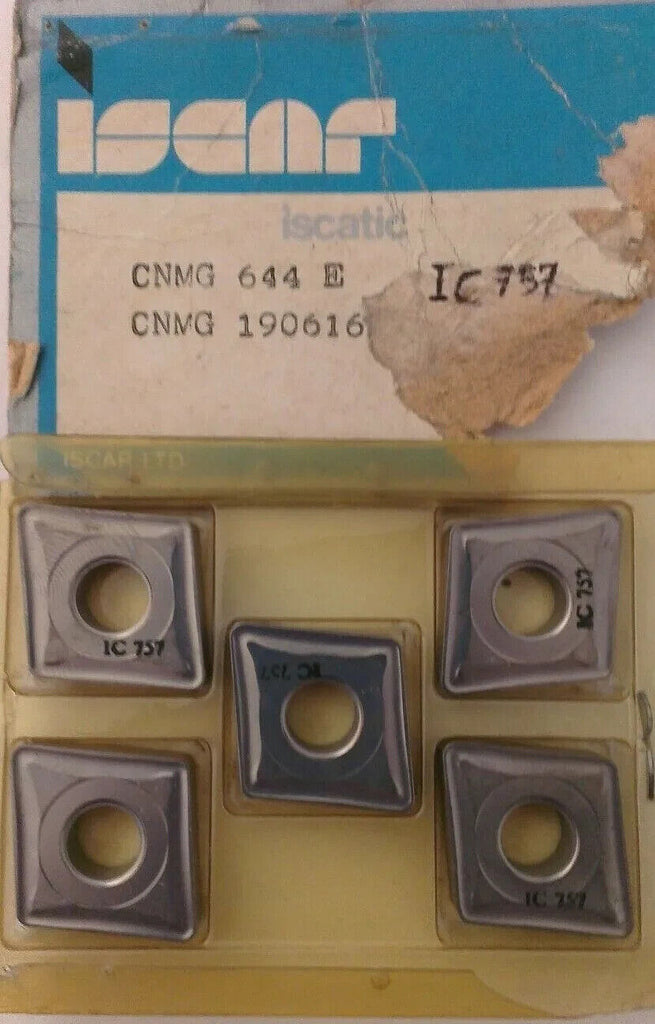 iscar
iscatic
CNMG 644 E IC 757
CNMG 190616
ISCAR LTD
IC 757
IC 757
IC 757
IC 757